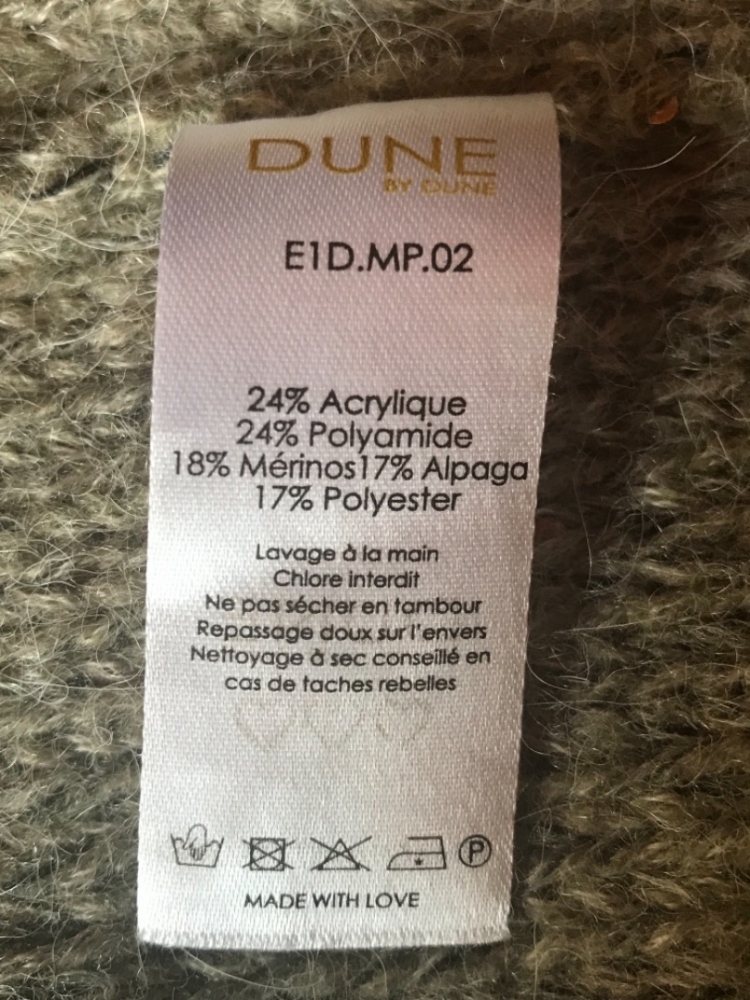 DUNE
BY DUNE
E1D.MP.02
24% Acrylique
24% Polyamide
18% Mérinos17% Alpaga
17% Polyester
Lavage à la main
Chlore interdit
Ne pas sécher en tambour
Repassage doux sur l'envers
Nettoyage à sec conseillé en
cas de taches rebelles
P
MADE WITH LOVE